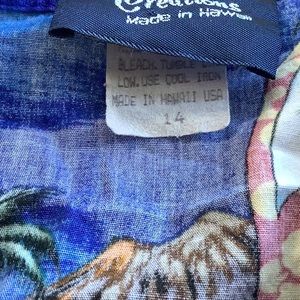 Creations
Made in Hawaii
BLEACH. TUMBLE
LOW. USE COOL IRON
MADE IN HAWAII USA
14